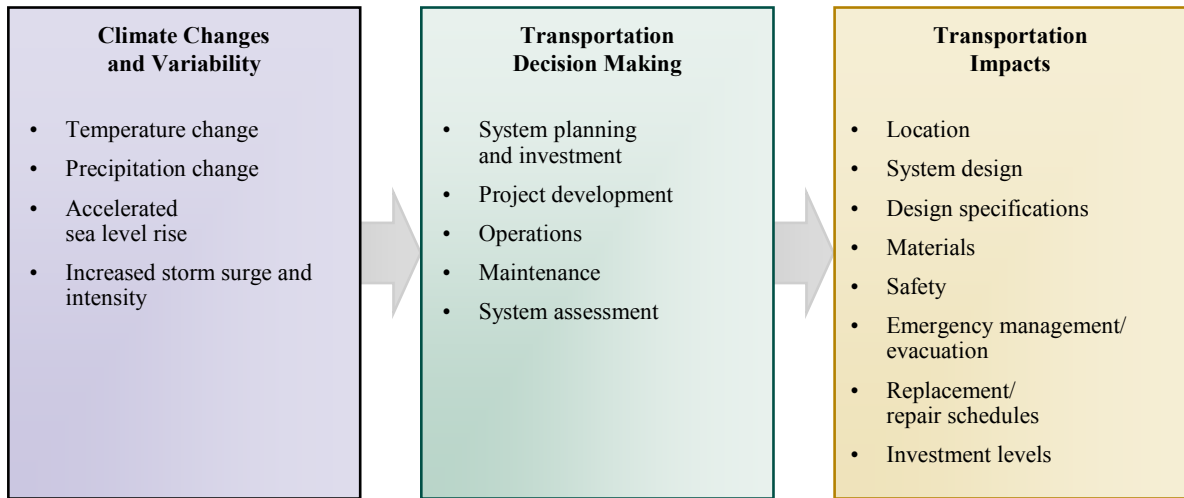 Climate Changes
and Variability
• Temperature change
• Precipitation change
• Accelerated
sea level rise
• Increased storm surge and
intensity
Transportation
Decision Making
• System planning
and investment
• Project development
• Operations
• Maintenance
• System assessment
Transportation
Impacts
• Location
• System design
• Design specifications
• Materials
• Safety
• Emergency management/
evacuation
• Replacement/
repair schedules
• Investment levels